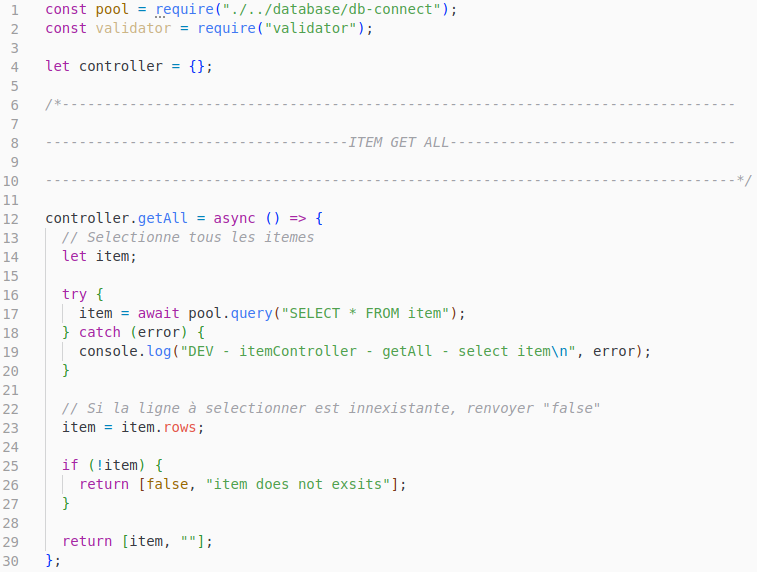 1 const pool = require("./../database/db-connect");
2 const validator = require("validator");
3
4 let controller = {};
5
6 /*--------------------------------------------------------------------------------
7
8 ------------------------------------ITEM GET ALL----------------------------------
9
10 ----------------------------------------------------------------------------------*/
11
12 controller.getAll = async () => {
13   // Selectionne tous les itemes
14   let item;
15
16   try {
17     item = await pool.query("SELECT * FROM item");
18   } catch (error) {
19     console.log("DEV - itemController - getAll - select item\n", error);
20   }
21
22   // Si la ligne à selectionner est innexistante, renvoyer "false"
23   item = item.rows;
24
25   if (!item) {
26     return [false, "item does not exsits"];
27   }
28
29   return [item, ""];
30 };